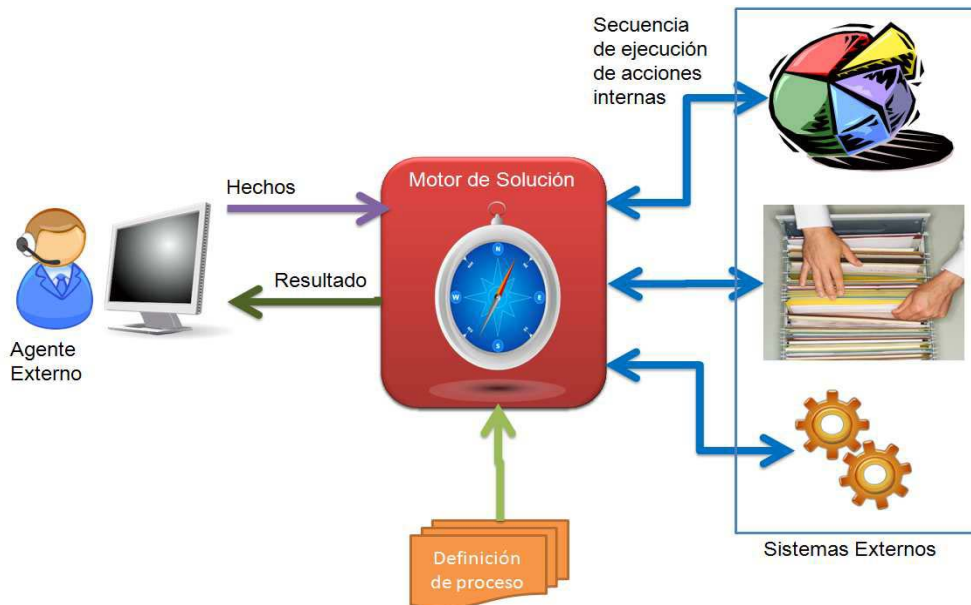 Secuencia
de ejecución
de acciones
internas
Motor de Solución
Hechos
Resultado
Agente
Externo
N
W
E
S
Definición
de proceso
Sistemas Externos